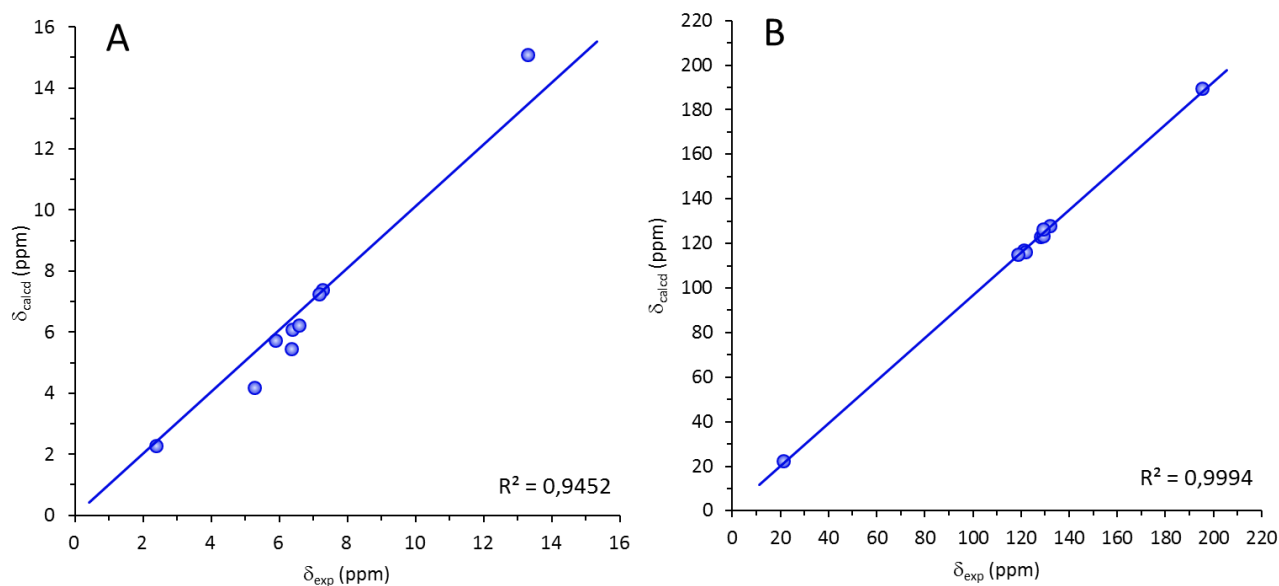 A
16
14
12
10
8
6
4
2
0
δcalcd (ppm)
R² = 0,9452
0 2 4 6 8 10 12 14 16
δexp (ppm)
B
220
200
180
160
140
120
100
80
60
40
20
0
δcalcd (ppm)
R² = 0,9994
0 20 40 60 80 100 120 140 160 180 200 220
δexp (ppm)